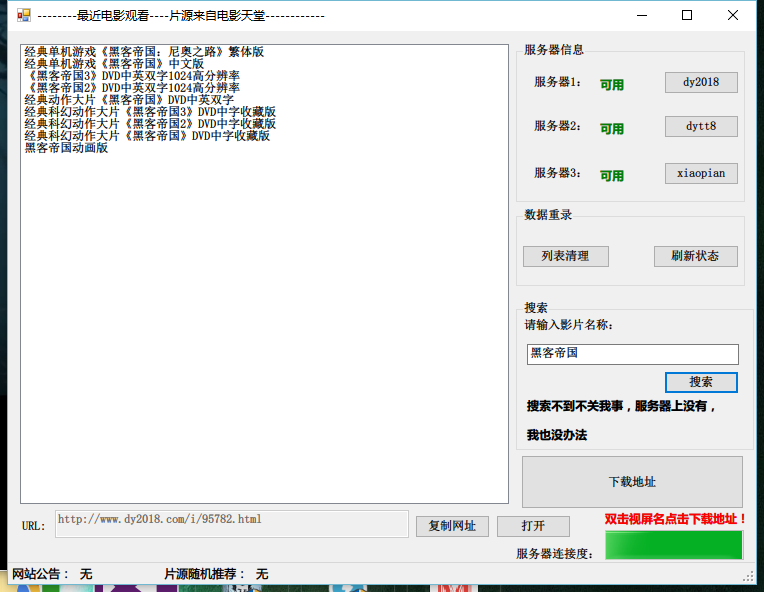 --------最近电影观看----片源来自电影天堂------------
经典单机游戏《黑客帝国：尼奥之路》繁体版
经典单机游戏《黑客帝国》中文版
《黑客帝国3》DVD中英双字1024高分辨率
《黑客帝国2》DVD中英双字1024高分辨率
经典动作大片《黑客帝国》DVD中英双字
经典科幻动作大片《黑客帝国3》DVD中字收藏版
经典科幻动作大片《黑客帝国2》DVD中字收藏版
经典科幻动作大片《黑客帝国》DVD中字收藏版
黑客帝国动画版
服务器信息
服务器1： 可用 dy2018
服务器2： 可用 dytt8
服务器3： 可用 xiaopian
数据重录
列表清理 刷新状态
搜索
请输入影片名称：
黑客帝国
搜索
搜索不到不关我事，服务器上没有，
我也没办法
下载地址
URL: http://www.dy2018.com/i/95782.html 复制网址 打开
双击视屏名点击下载地址！
服务器连接度：
网站公告： 无 片源随机推荐： 无